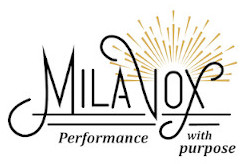 MILAVOX
Performance with
purpose